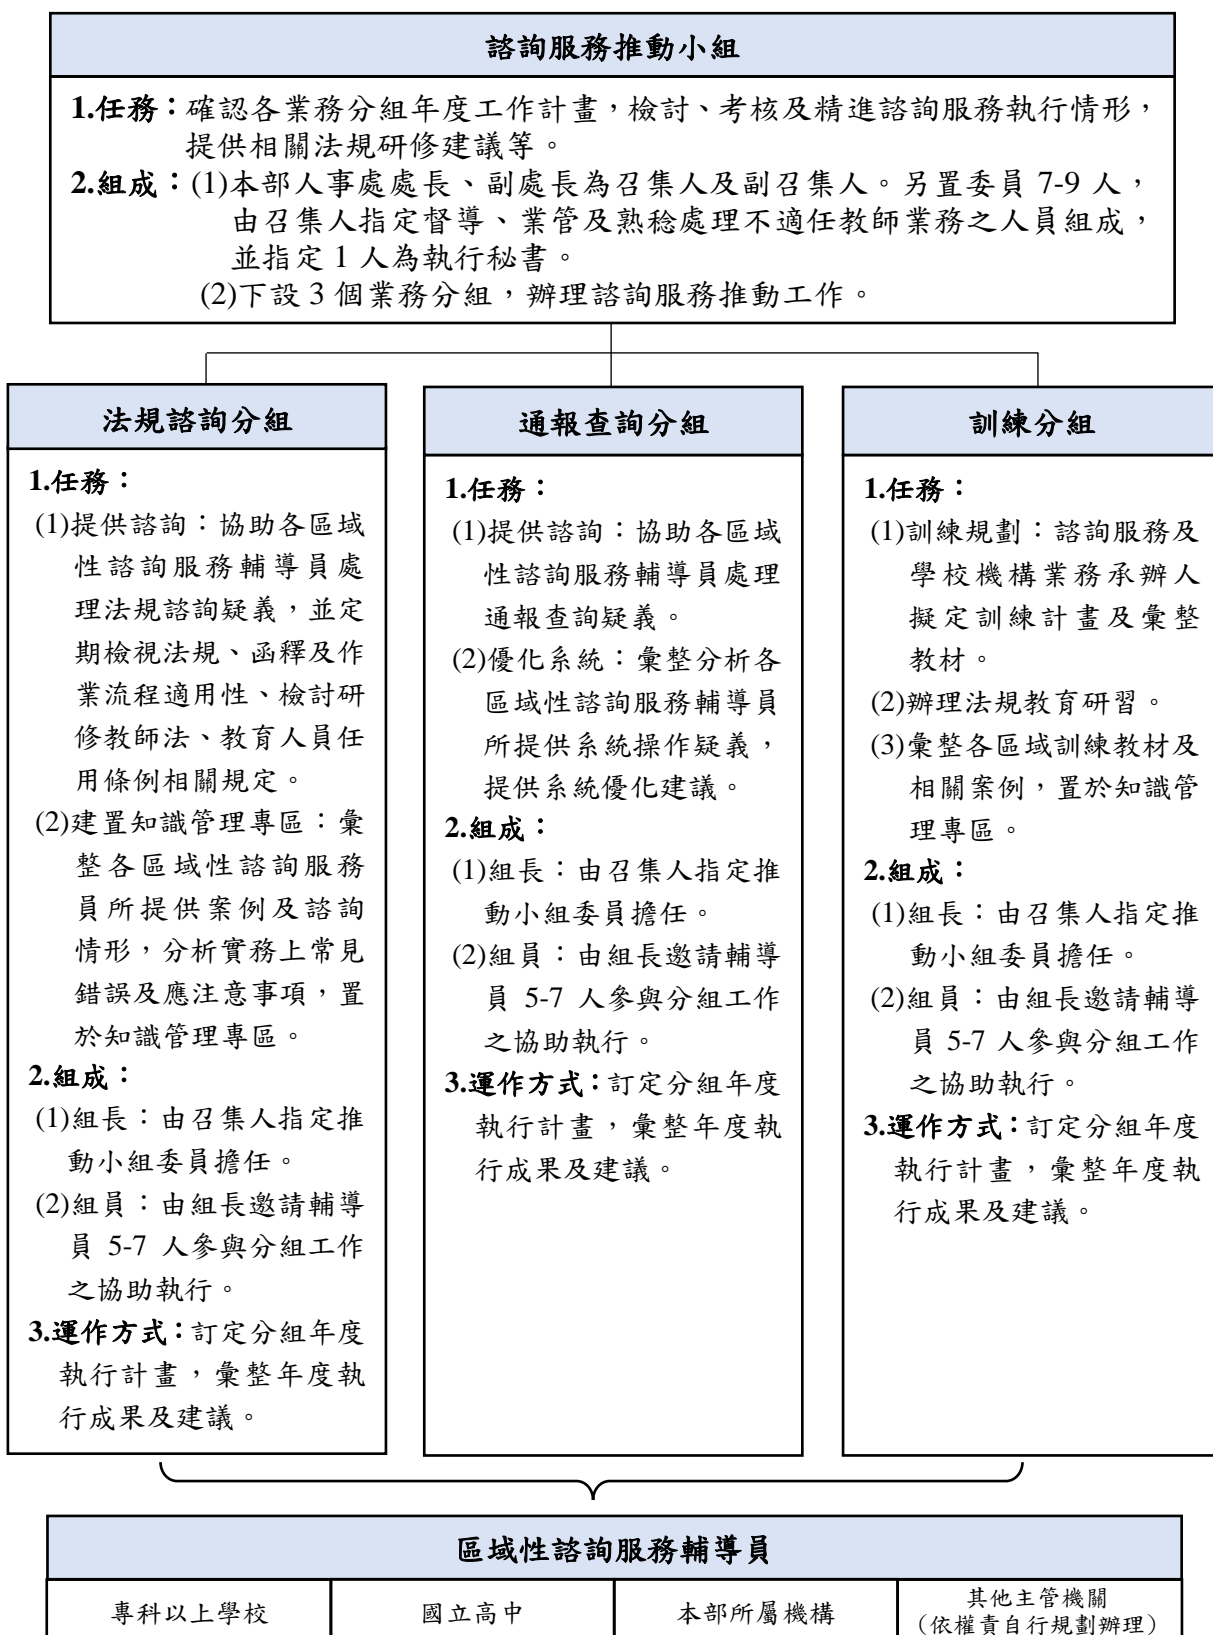 諮詢服務推動小組
1.任務：確認各業務分組年度工作計畫，檢討、考核及精進諮詢服務執行情形，
提供相關法規研修建議等。
2.組成：(1)本部人事處處長、副處長為召集人及副召集人。另置委員 7-9 人，
由召集人指定督導、業管及熟稔處理不適任教師業務之人員組成，
並指定 1 人為執行秘書。
(2)下設 3 個業務分組，辦理諮詢服務推動工作。
法規諮詢分組
1.任務：
(1)提供諮詢：協助各區域
性諮詢服務輔導員處
理法規諮詢疑義，並定
期檢視法規、函釋及作
業流程適用性、檢討研
修教師法、教育人員任
用條例相關規定。
(2)建置知識管理專區：彙
整各區域性諮詢服務
員所提供案例及諮詢
情形，分析實務上常見
錯誤及應注意事項，置
於知識管理專區。
2.組成：
(1)組長：由召集人指定推
動小組委員擔任。
(2)組員：由組長邀請輔導
員 5-7 人參與分組工作
之協助執行。
3.運作方式：訂定分組年度
執行計畫，彙整年度執
行成果及建議。
通報查詢分組
1.任務：
(1)提供諮詢：協助各區域
性諮詢服務輔導員處理
通報查詢疑義。
(2)優化系統：彙整分析各
區域性諮詢服務輔導員
所提供系統操作疑義，
提供系統優化建議。
2.組成：
(1)組長：由召集人指定推
動小組委員擔任。
(2)組員：由組長邀請輔導
員 5-7 人參與分組工作
之協助執行。
3.運作方式：訂定分組年度
執行計畫，彙整年度執
行成果及建議。
訓練分組
1.任務：
(1)訓練規劃：諮詢服務及
學校機構業務承辦人
擬定訓練計畫及彙整
教材。
(2)辦理法規教育研習。
(3)彙整各區域訓練教材及
相關案例，置於知識管
理專區。
2.組成：
(1)組長：由召集人指定推
動小組委員擔任。
(2)組員：由組長邀請輔導
員 5-7 人參與分組工作
之協助執行。
3.運作方式：訂定分組年度
執行計畫，彙整年度執
行成果及建議。
區域性諮詢服務輔導員
專科以上學校
國立高中
本部所屬機構
其他主管機關
（依權責自行規劃辦理）